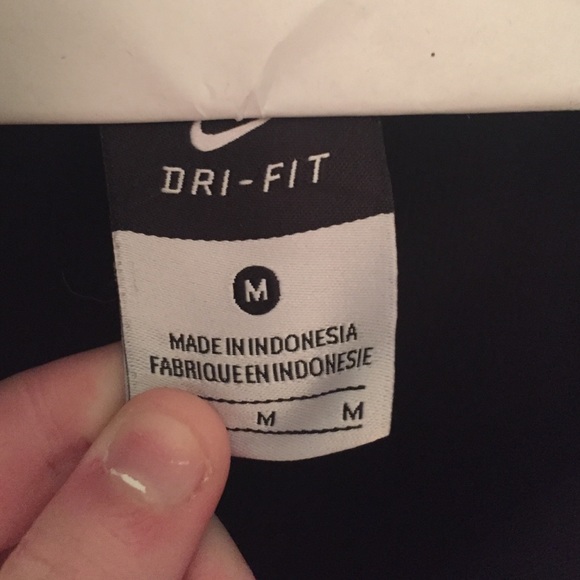 DRI-FIT
M
MADE IN INDONESIA
FABRIQUE EN INDONESIE
M M